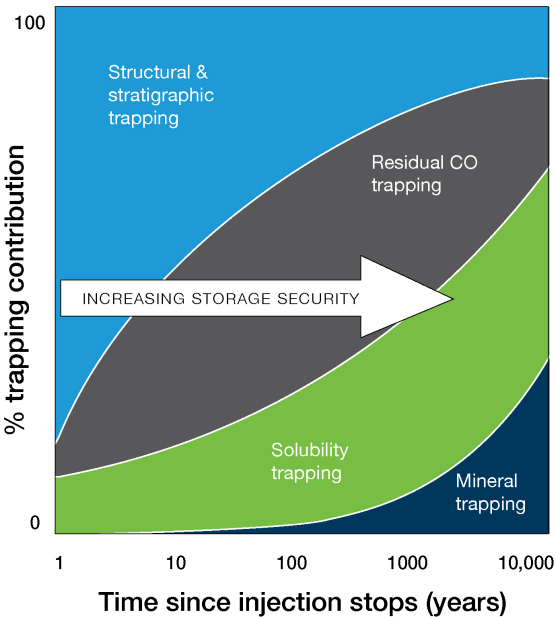 100
Structural &
stratigraphic
trapping
Residual CO
trapping
% trapping contribution
INCREASING STORAGE SECURITY
Solubility
trapping
Mineral
trapping
0
1 10 100 1000 10,000
Time since injection stops (years)